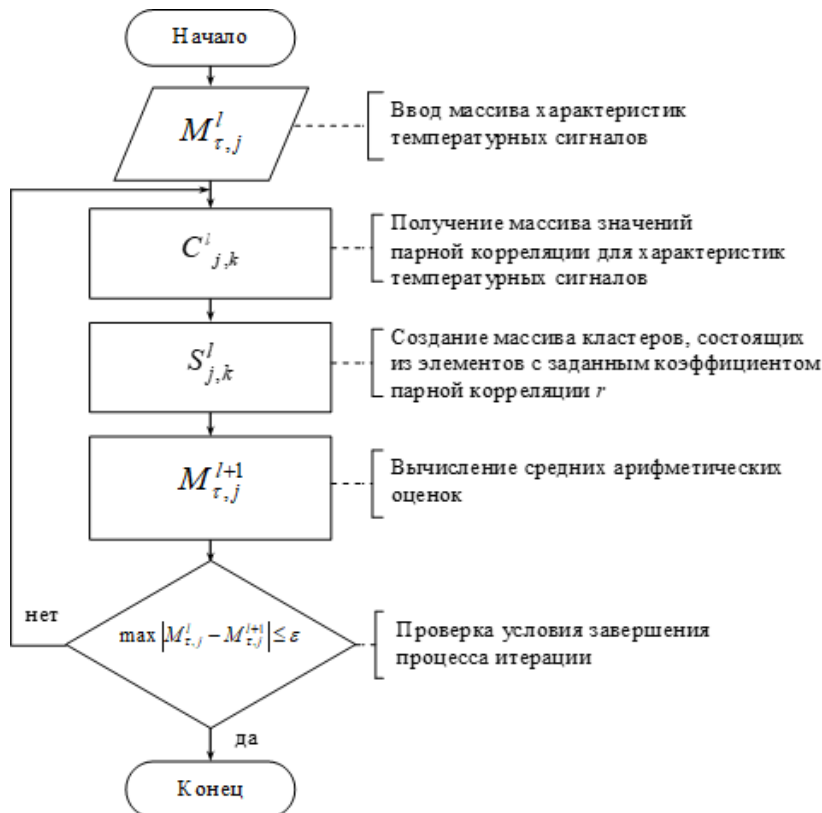 Начало
M^l_{τ,j}
Ввод массива характеристик
температурных сигналов
C^l_{j,k}
Получение массива значений
парной корреляции для характеристик
температурных сигналов
S^l_{j,k}
Создание массива кластеров, состоящих
из элементов с заданным коэффициентом
парной корреляции r
M^{l+1}_{τ,j}
Вычисление средних арифметических
оценок
нет
max |M^l_{τ,j} − M^{l+1}_{τ,j}| ≤ ε
Проверка условия завершения
процесса итерации
да
Конец